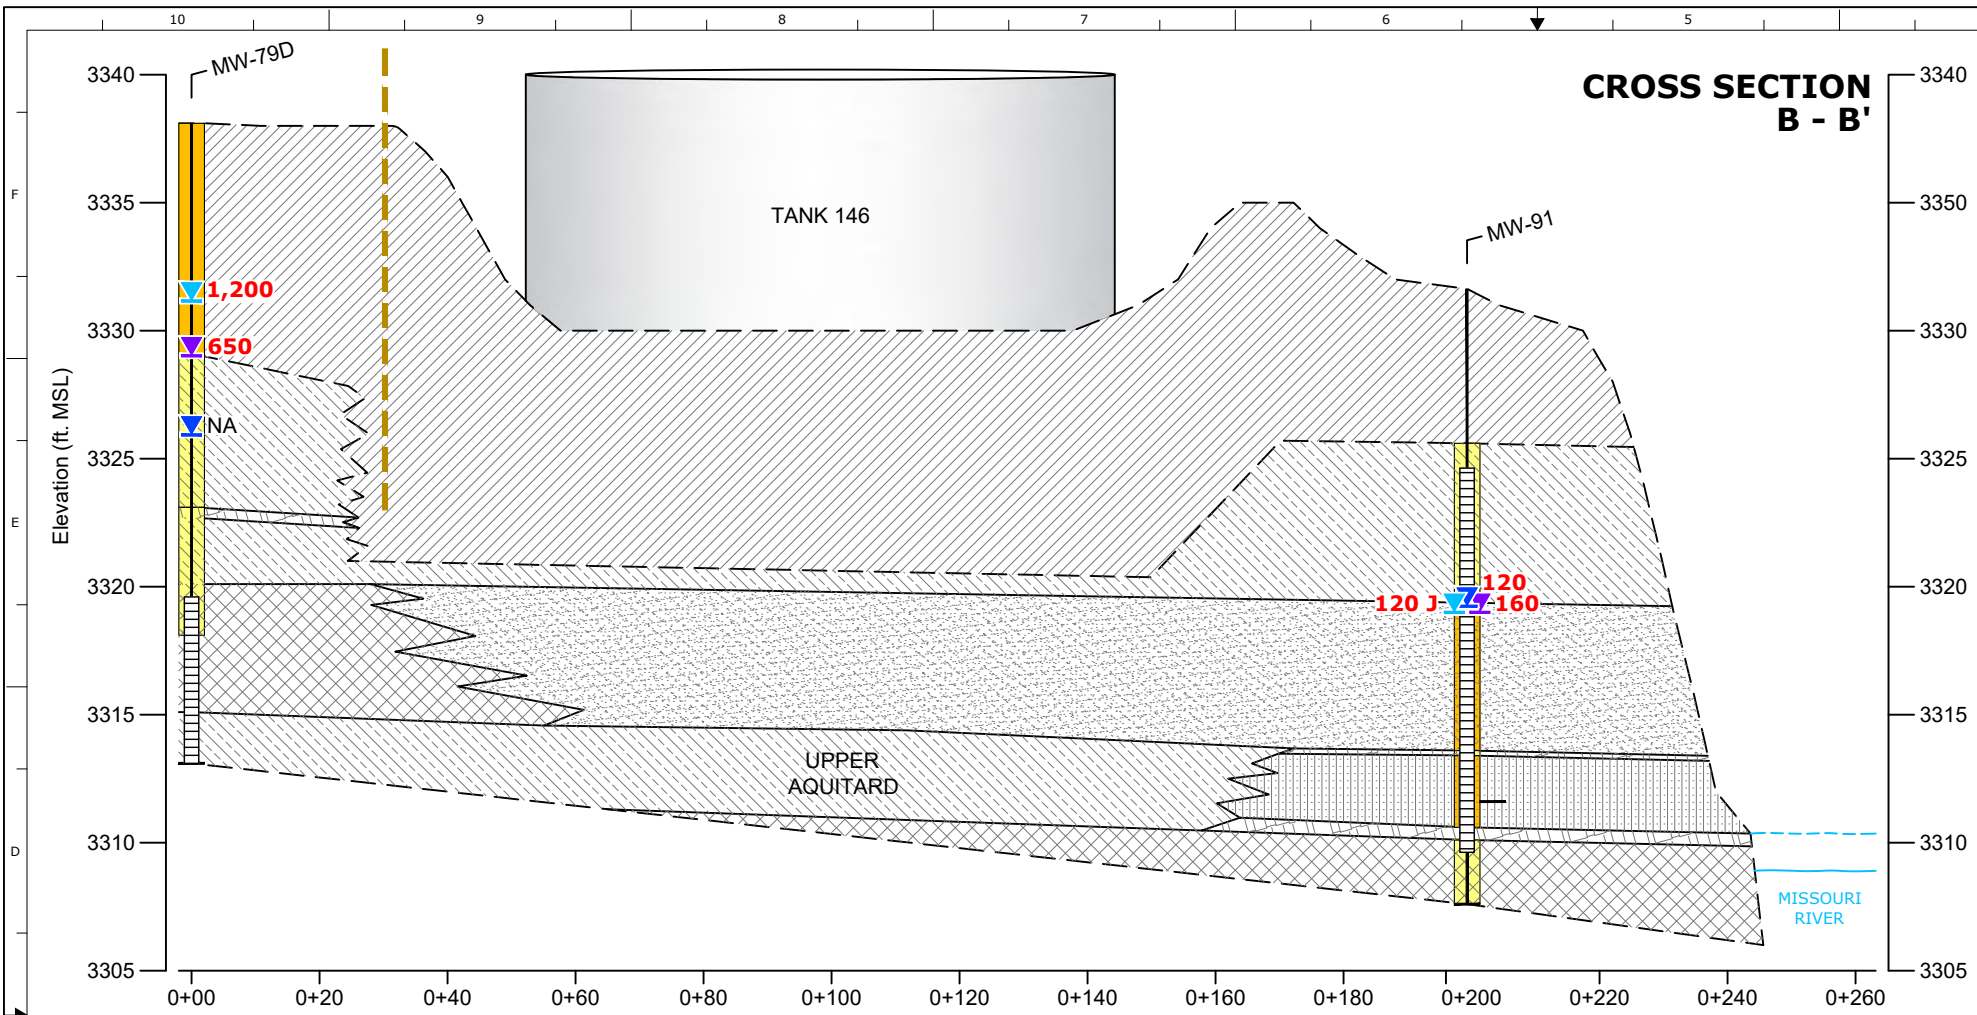 10 9 8 7 6 5
CROSS SECTION
B - B'
MW-79D
MW-91
TANK 146
F
E
D
Elevation (ft. MSL)
3340
3335
3330
3325
3320
3315
3310
3305
3340
3350
3330
3325
3320
3315
3310
3305
1,200
650
NA
120
120 J
160
UPPER
AQUITARD
MISSOURI
RIVER
0+00 0+20 0+40 0+60 0+80 0+100 0+120 0+140 0+160 0+180 0+200 0+220 0+240 0+260